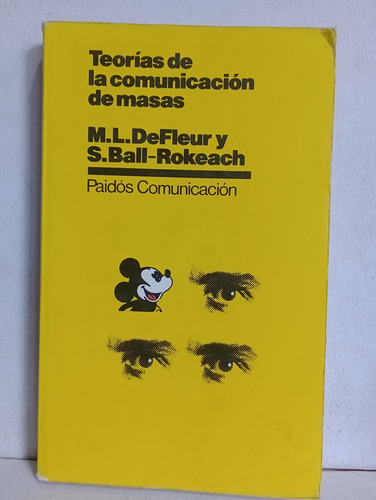 Teorías de
la comunicación
de masas
M.L.DeFleur y
S.Ball-Rokeach
Paidós Comunicación